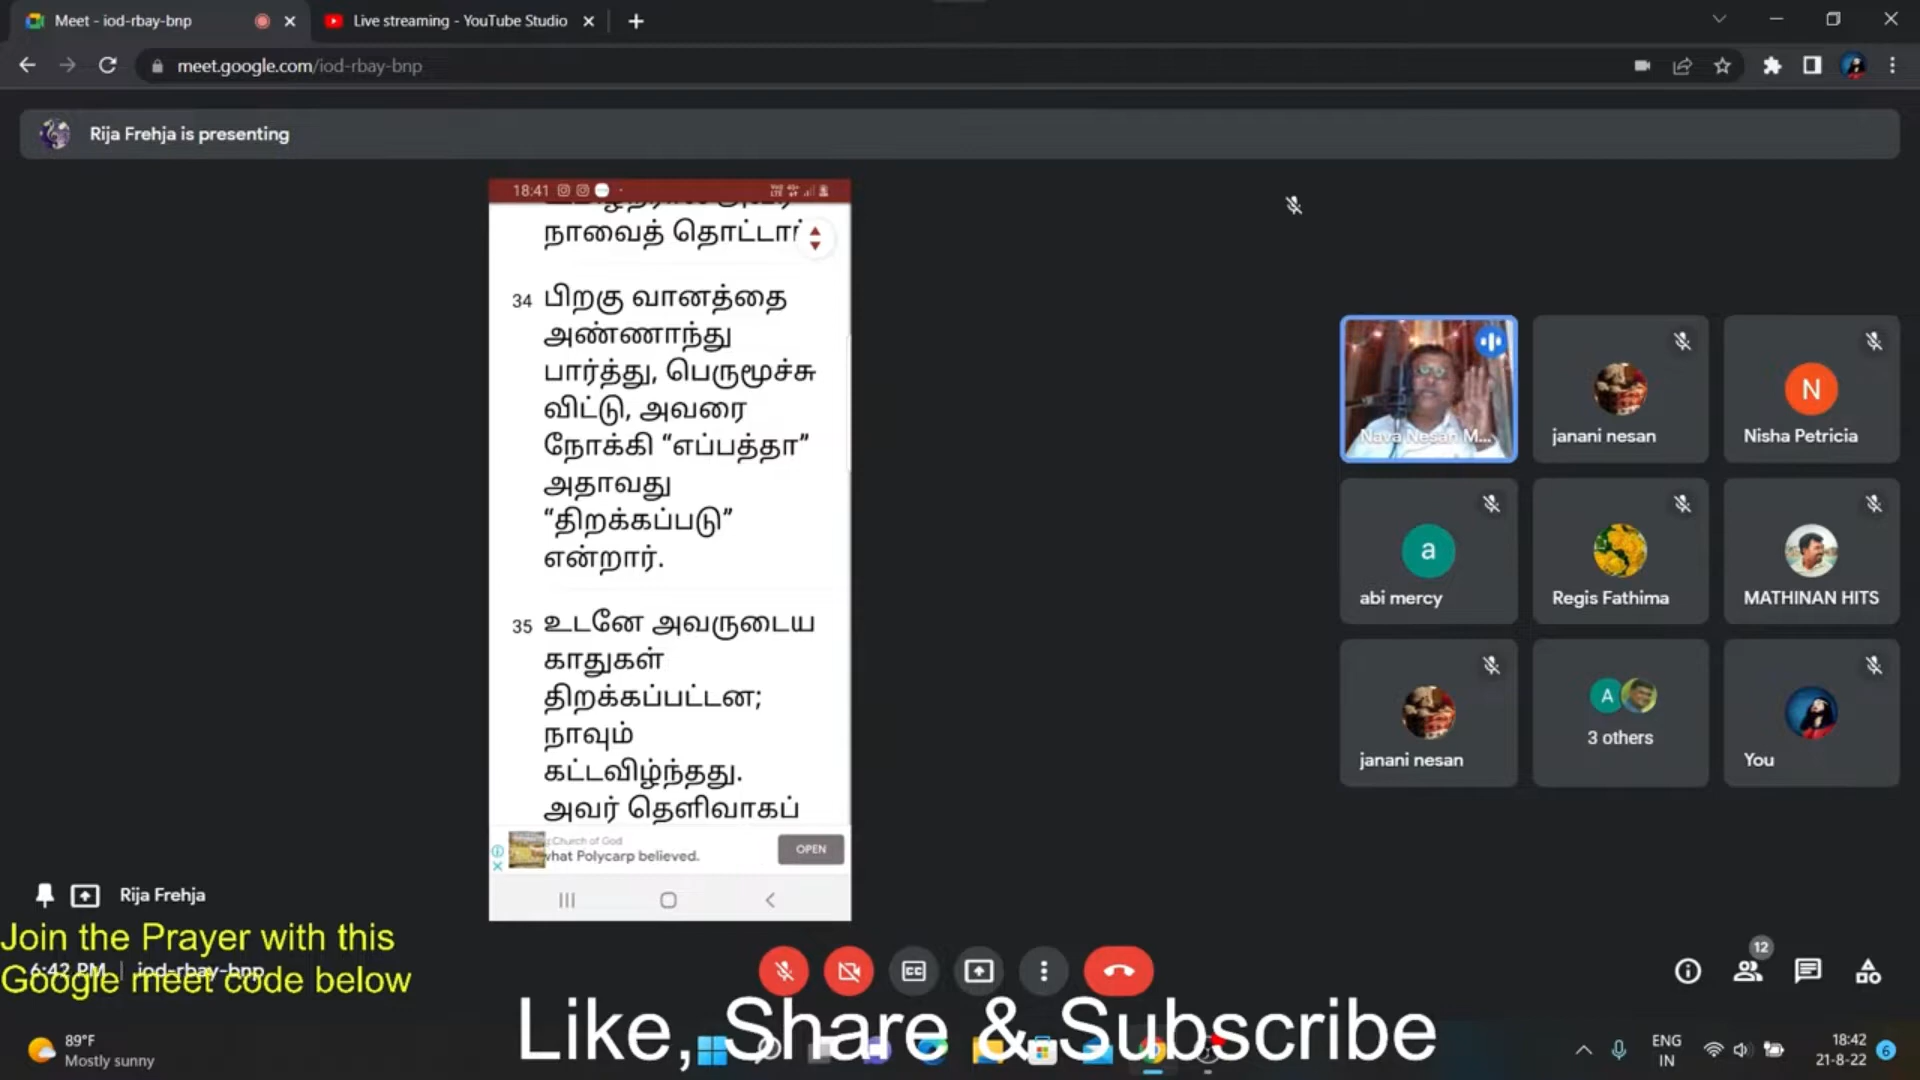 Meet - iod-rbay-bnp
Live streaming - YouTube Studio
meet.google.com/iod-rbay-bnp
Rija Frehja is presenting
18:41
நாவைத் தொட்டார்
34 பிறகு வானத்தை
அண்ணாந்து
பார்த்து, பெருமூச்சு
விட்டு, அவரை
நோக்கி “எப்பத்தா”
அதாவது
“திறக்கப்படு”
என்றார்.
35 உடனே அவருடைய
காதுகள்
திறக்கப்பட்டன;
நாவும்
கட்டவிழ்ந்தது.
அவர் தெளிவாகப்
Church of God
what Polycarp believed.
OPEN
Nava Nesan M...
janani nesan
N
Nisha Petricia
a
abi mercy
Regis Fathima
MATHINAN HITS
janani nesan
A
3 others
You
Rija Frehja
Join the Prayer with this
6:42 PM | iod-rbay-bnp
Google meet code below
CC
12
Like, Share & Subscribe
89°F
Mostly sunny
ENG
IN
18:42
21-8-22
6